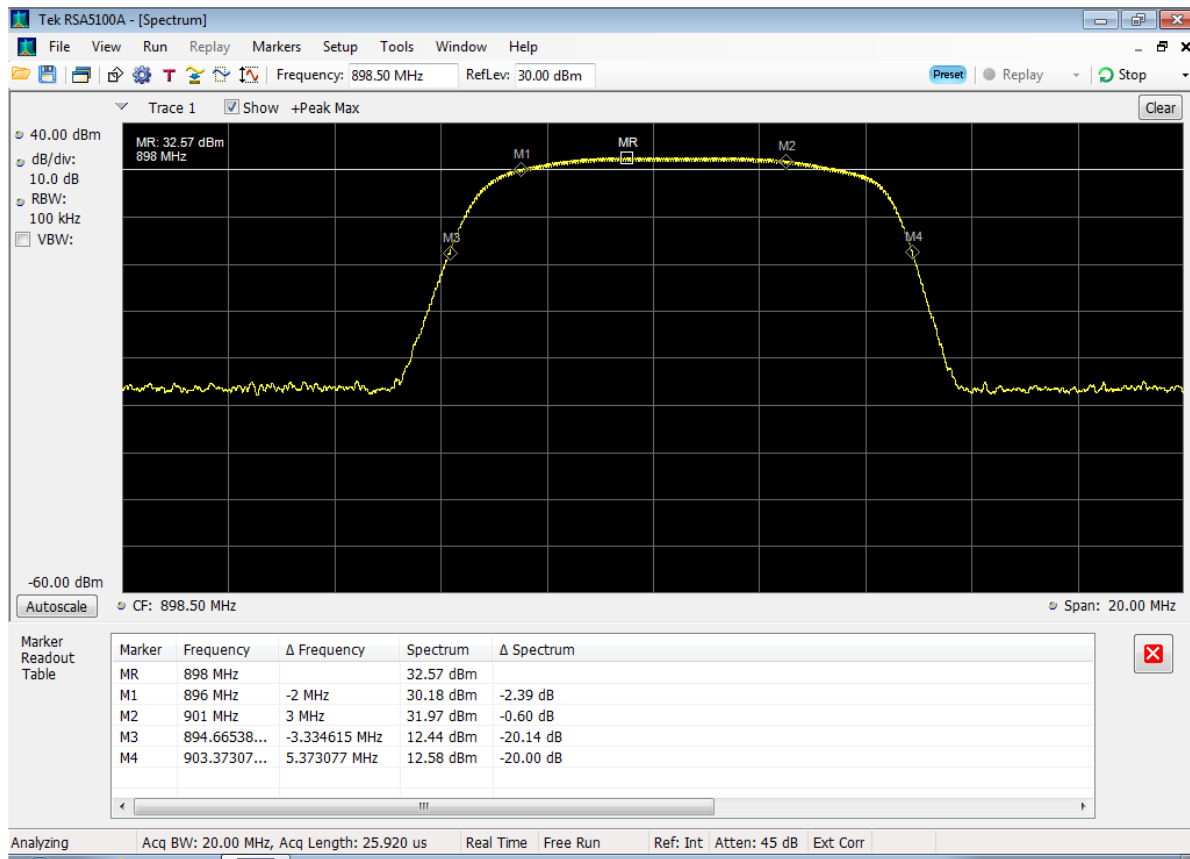 Tek RSA5100A - [Spectrum]
File View Run Replay Markers Setup Tools Window Help
Frequency: 898.50 MHz RefLev: 30.00 dBm Preset Replay Stop
Trace 1 Show +Peak Max Clear
40.00 dBm
dB/div:
10.0 dB
RBW:
100 kHz
VBW:
MR: 32.57 dBm
898 MHz
M1 MR M2
M3 M4
-60.00 dBm
Autoscale CF: 898.50 MHz Span: 20.00 MHz
Marker
Readout
Table
Marker Frequency Δ Frequency Spectrum Δ Spectrum
MR 898 MHz 32.57 dBm
M1 896 MHz -2 MHz 30.18 dBm -2.39 dB
M2 901 MHz 3 MHz 31.97 dBm -0.60 dB
M3 894.66538... -3.334615 MHz 12.44 dBm -20.14 dB
M4 903.37307... 5.373077 MHz 12.58 dBm -20.00 dB
Analyzing Acq BW: 20.00 MHz, Acq Length: 25.920 us Real Time Free Run Ref: Int Atten: 45 dB Ext Corr